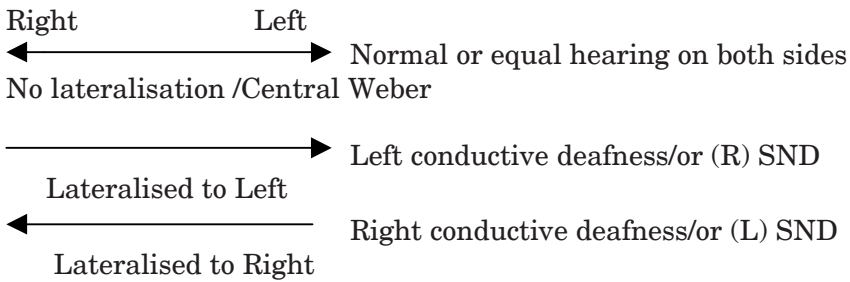 Right Left
Normal or equal hearing on both sides
No lateralisation /Central Weber
Left conductive deafness/or (R) SND
Lateralised to Left
Right conductive deafness/or (L) SND
Lateralised to Right